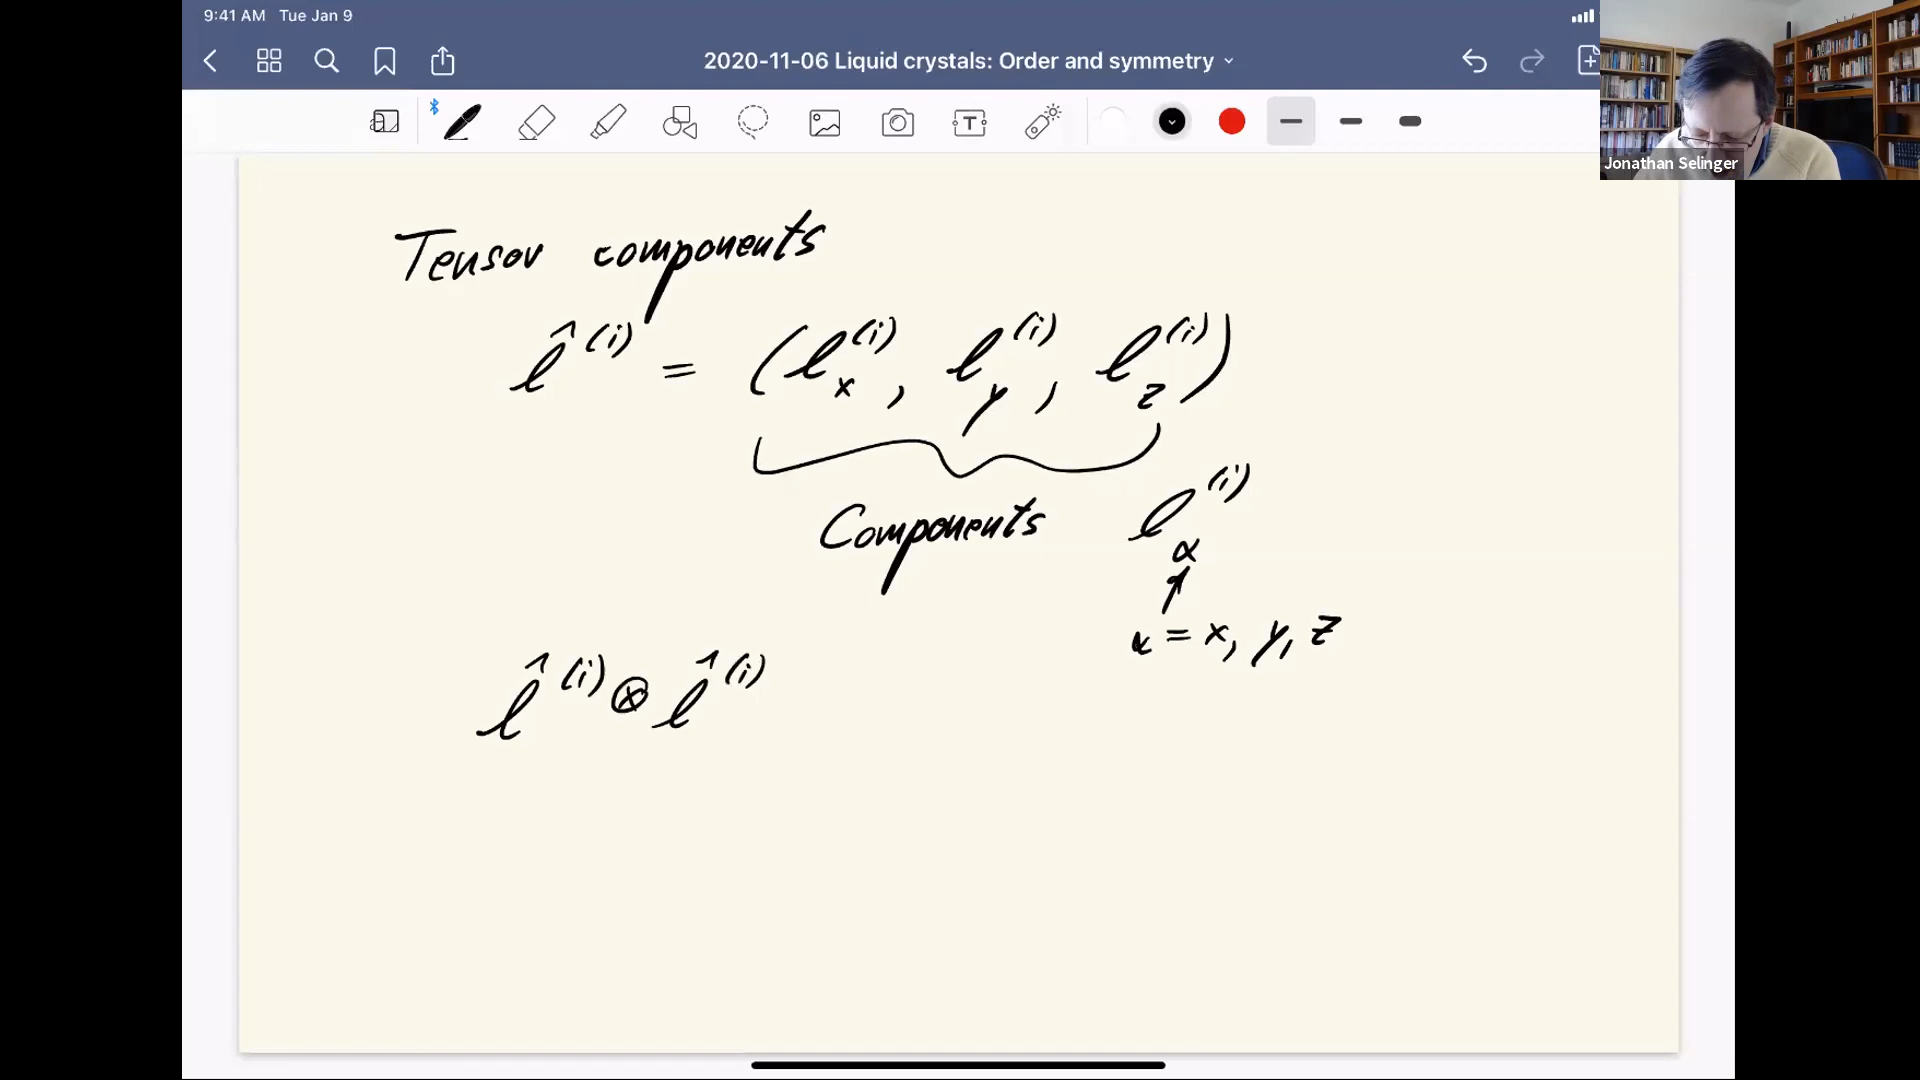 9:41 AM Tue Jan 9
2020-11-06 Liquid crystals: Order and symmetry
Jonathan Selinger
Tensor components
ℓ̂⁽ⁱ⁾ = (ℓₓ⁽ⁱ⁾, ℓ_y⁽ⁱ⁾, ℓ_z⁽ⁱ⁾)
Components ℓ_α⁽ⁱ⁾
α = x, y, z
ℓ̂⁽ⁱ⁾ ⊗ ℓ̂⁽ⁱ⁾